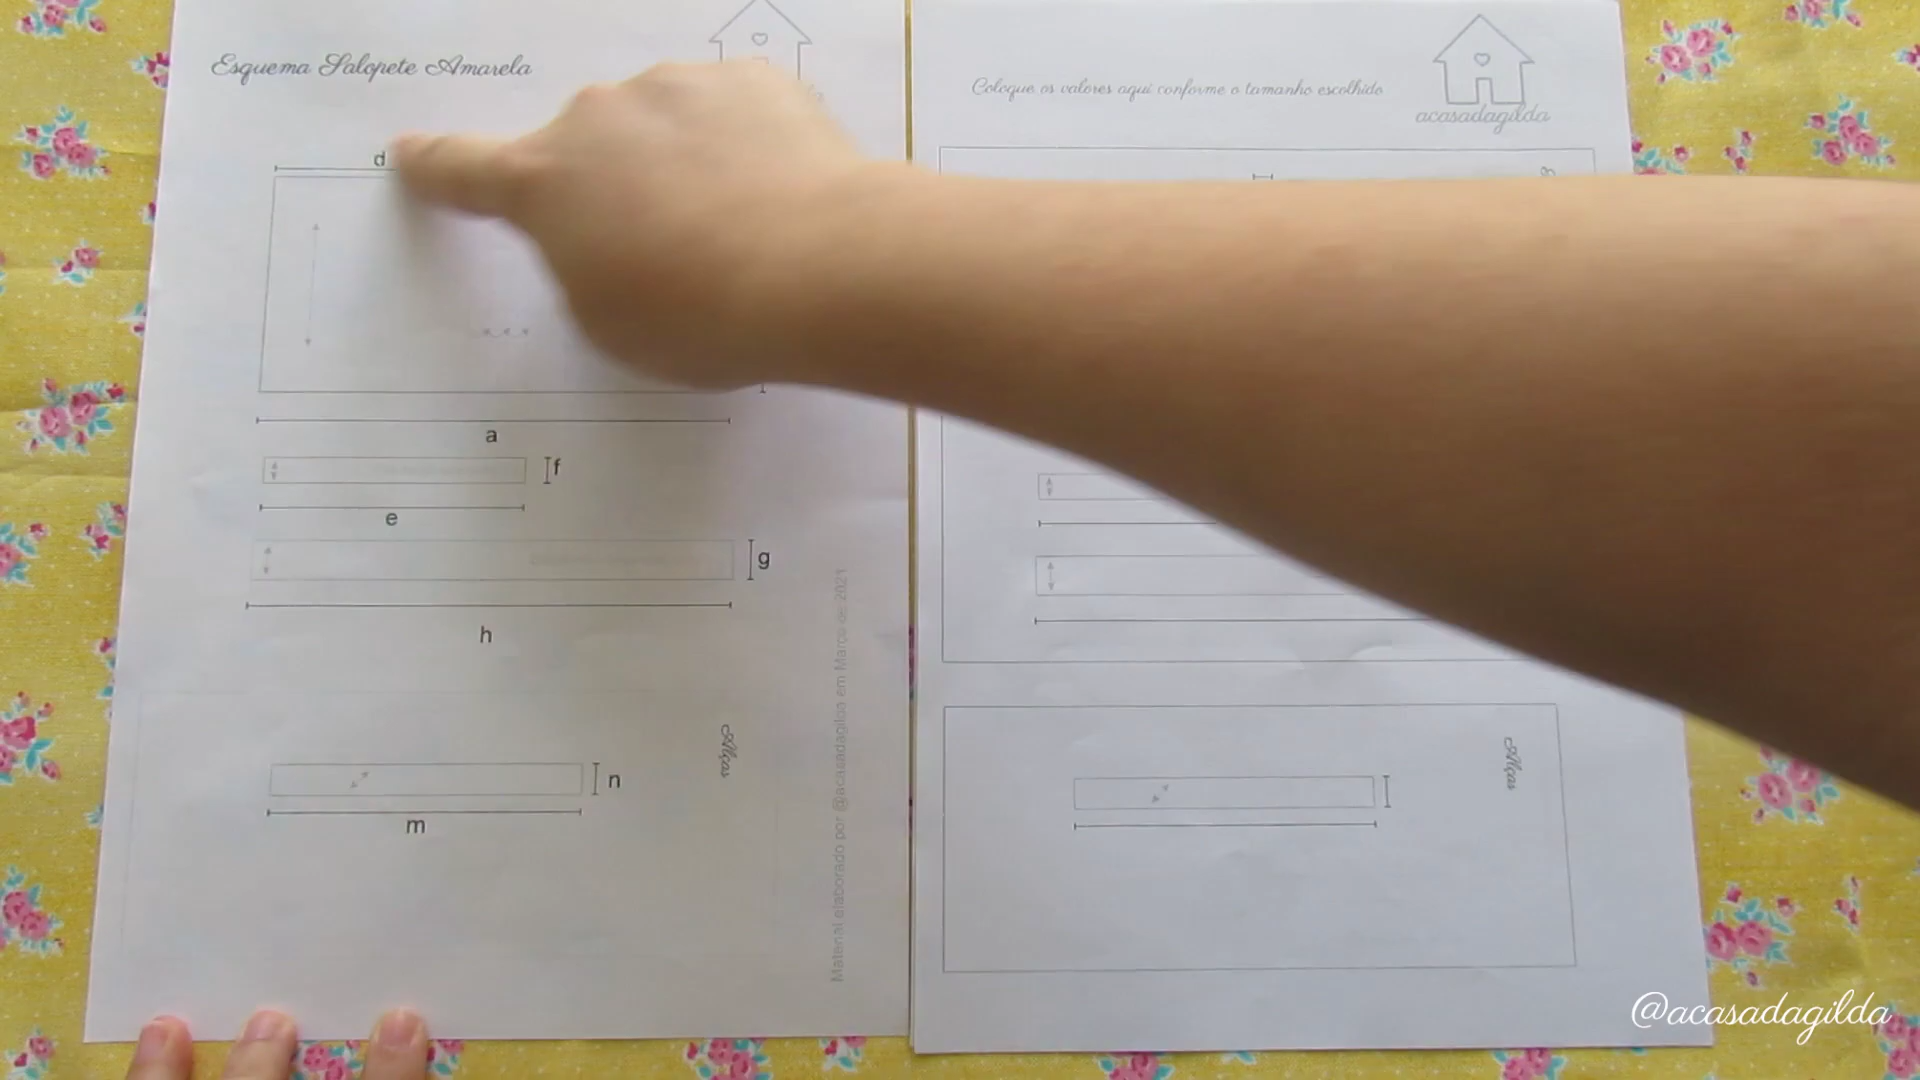 Esquema Salopete Amarela
d
a
f
e
g
h
Alças
n
m
Material elaborado por @acasadagilda em Março de 2021
Coloque os valores aqui conforme o tamanho escolhido
acasadagilda
Alças
@acasadagilda